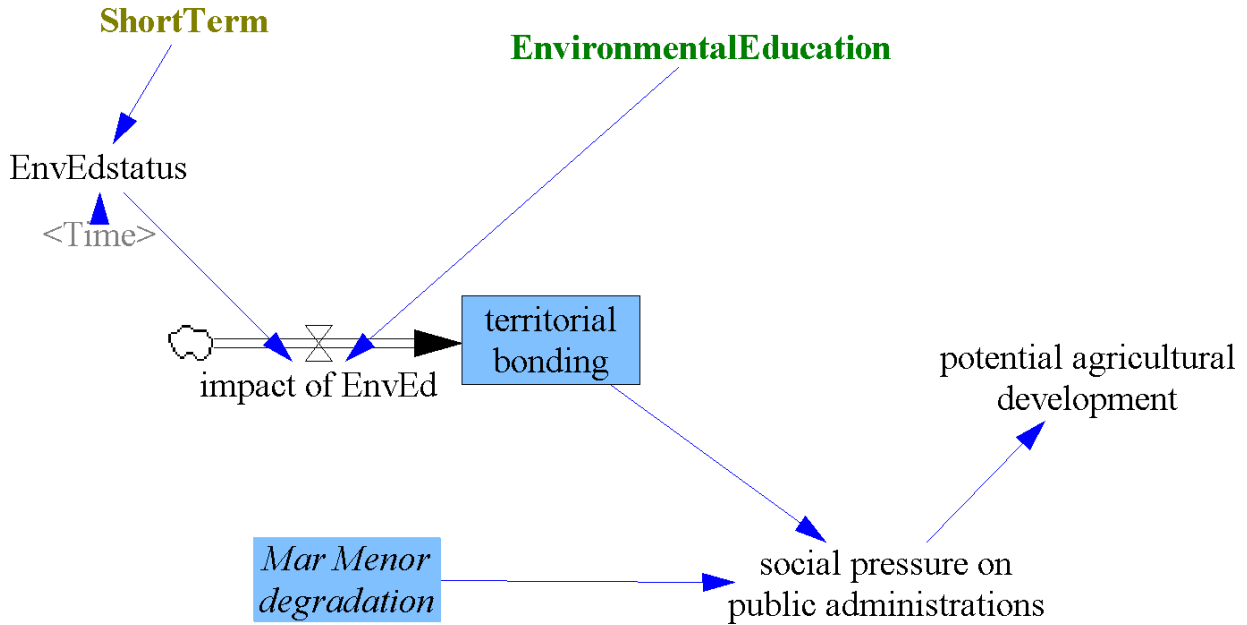 ShortTerm
EnvironmentalEducation
EnvEdstatus
<Time>
territorial
bonding
impact of EnvEd
potential agricultural
development
Mar Menor
degradation
social pressure on
public administrations